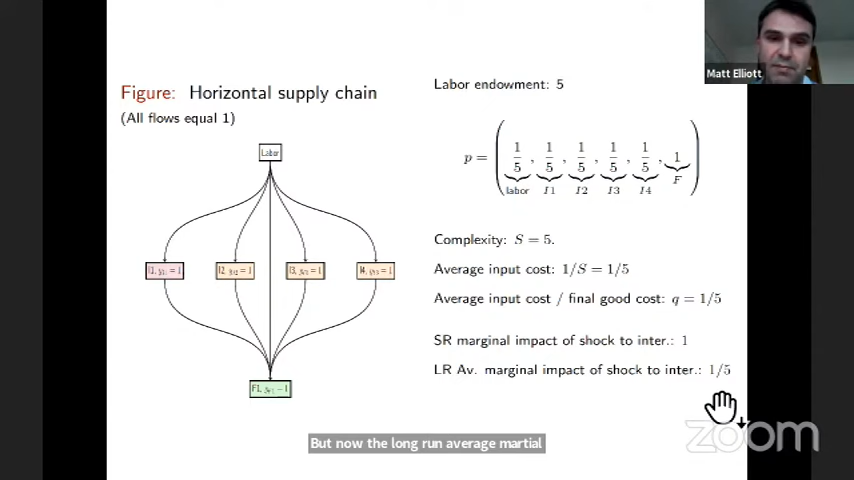 Matt Elliott
Figure: Horizontal supply chain
(All flows equal 1)
Labor
Labor endowment: 5
p = ( 1/5 , 1/5 , 1/5 , 1/5 , 1/5 , 1 )
labor I1 I2 I3 I4 F
Complexity: S = 5.
Average input cost: 1/S = 1/5
Average input cost / final good cost: q = 1/5
SR marginal impact of shock to inter.: 1
LR Av. marginal impact of shock to inter.: 1/5
zoom
But now the long run average martial